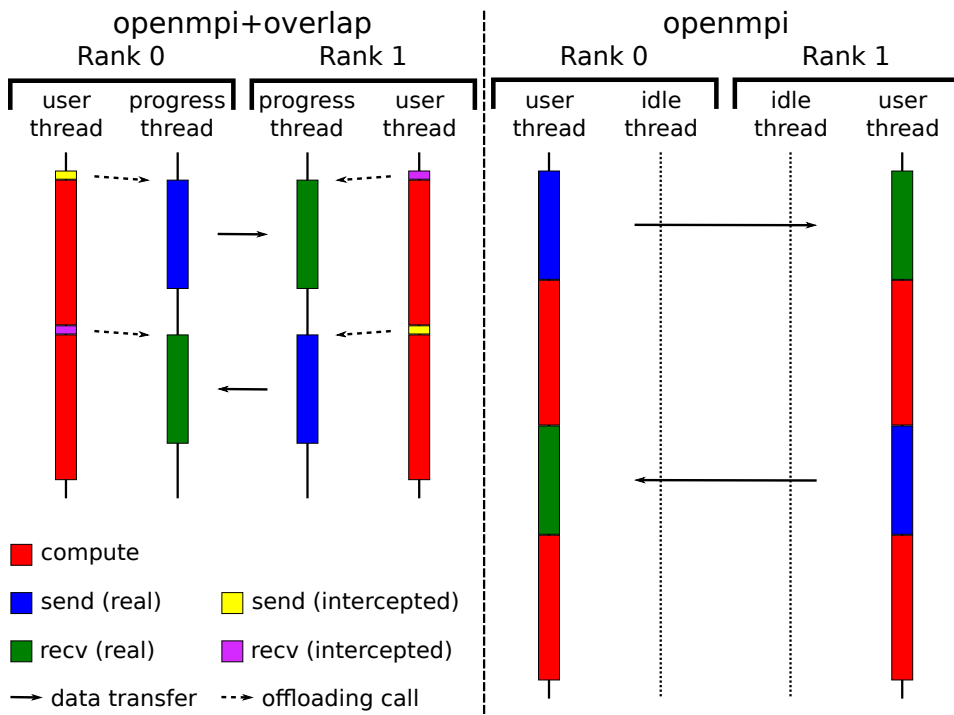 openmpi+overlap
Rank 0
Rank 1
user thread
progress thread
progress thread
user thread
openmpi
Rank 0
Rank 1
user thread
idle thread
idle thread
user thread
compute
send (real)
send (intercepted)
recv (real)
recv (intercepted)
data transfer
offloading call